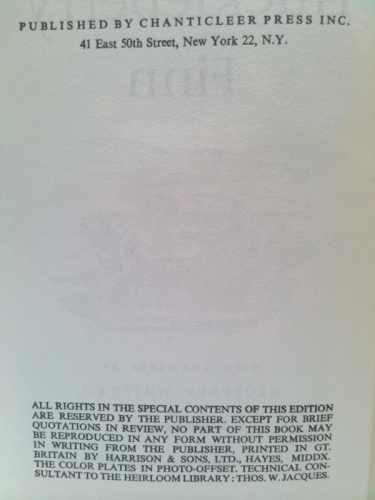 PUBLISHED BY CHANTICLEER PRESS INC.
41 East 50th Street, New York 22, N.Y.
Finn
ALL RIGHTS IN THE SPECIAL CONTENTS OF THIS EDITION
ARE RESERVED BY THE PUBLISHER. EXCEPT FOR BRIEF
QUOTATIONS IN REVIEW, NO PART OF THIS BOOK MAY
BE REPRODUCED IN ANY FORM WITHOUT PERMISSION
IN WRITING FROM THE PUBLISHER, PRINTED IN GT.
BRITAIN BY HARRISON & SONS, LTD., HAYES, MIDDX.
THE COLOR PLATES IN PHOTO-OFFSET. TECHNICAL CON-
SULTANT TO THE HEIRLOOM LIBRARY: THOS. W. JACQUES.